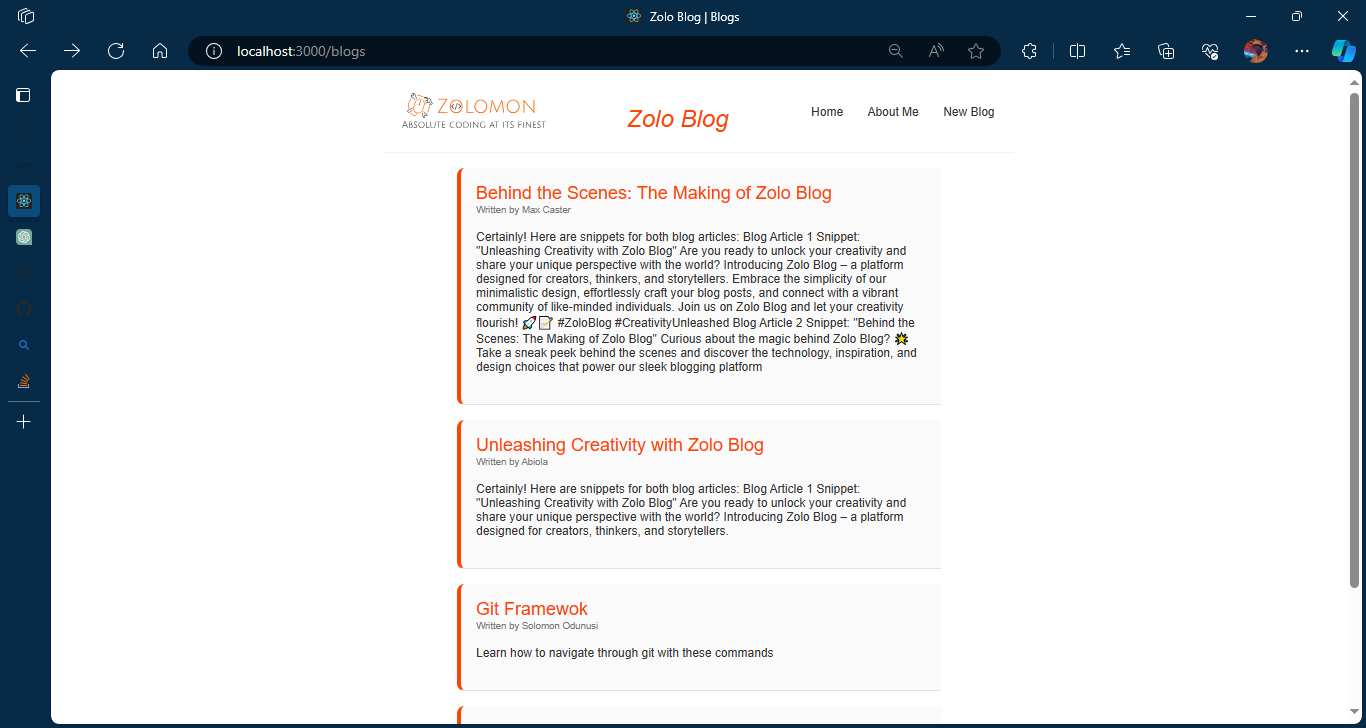 Zolo Blog | Blogs
localhost:3000/blogs
ZOLOMON
ABSOLUTE CODING AT ITS FINEST
Zolo Blog
Home About Me New Blog
Behind the Scenes: The Making of Zolo Blog
Written by Max Caster
Certainly! Here are snippets for both blog articles: Blog Article 1 Snippet:
"Unleashing Creativity with Zolo Blog" Are you ready to unlock your creativity and
share your unique perspective with the world? Introducing Zolo Blog – a platform
designed for creators, thinkers, and storytellers. Embrace the simplicity of our
minimalistic design, effortlessly craft your blog posts, and connect with a vibrant
community of like-minded individuals. Join us on Zolo Blog and let your creativity
flourish! 🚀📝 #ZoloBlog #CreativityUnleashed Blog Article 2 Snippet: "Behind the
Scenes: The Making of Zolo Blog" Curious about the magic behind Zolo Blog? 🌟
Take a sneak peek behind the scenes and discover the technology, inspiration, and
design choices that power our sleek blogging platform
Unleashing Creativity with Zolo Blog
Written by Abiola
Certainly! Here are snippets for both blog articles: Blog Article 1 Snippet:
"Unleashing Creativity with Zolo Blog" Are you ready to unlock your creativity and
share your unique perspective with the world? Introducing Zolo Blog – a platform
designed for creators, thinkers, and storytellers.
Git Framewok
Written by Solomon Odunusi
Learn how to navigate through git with these commands